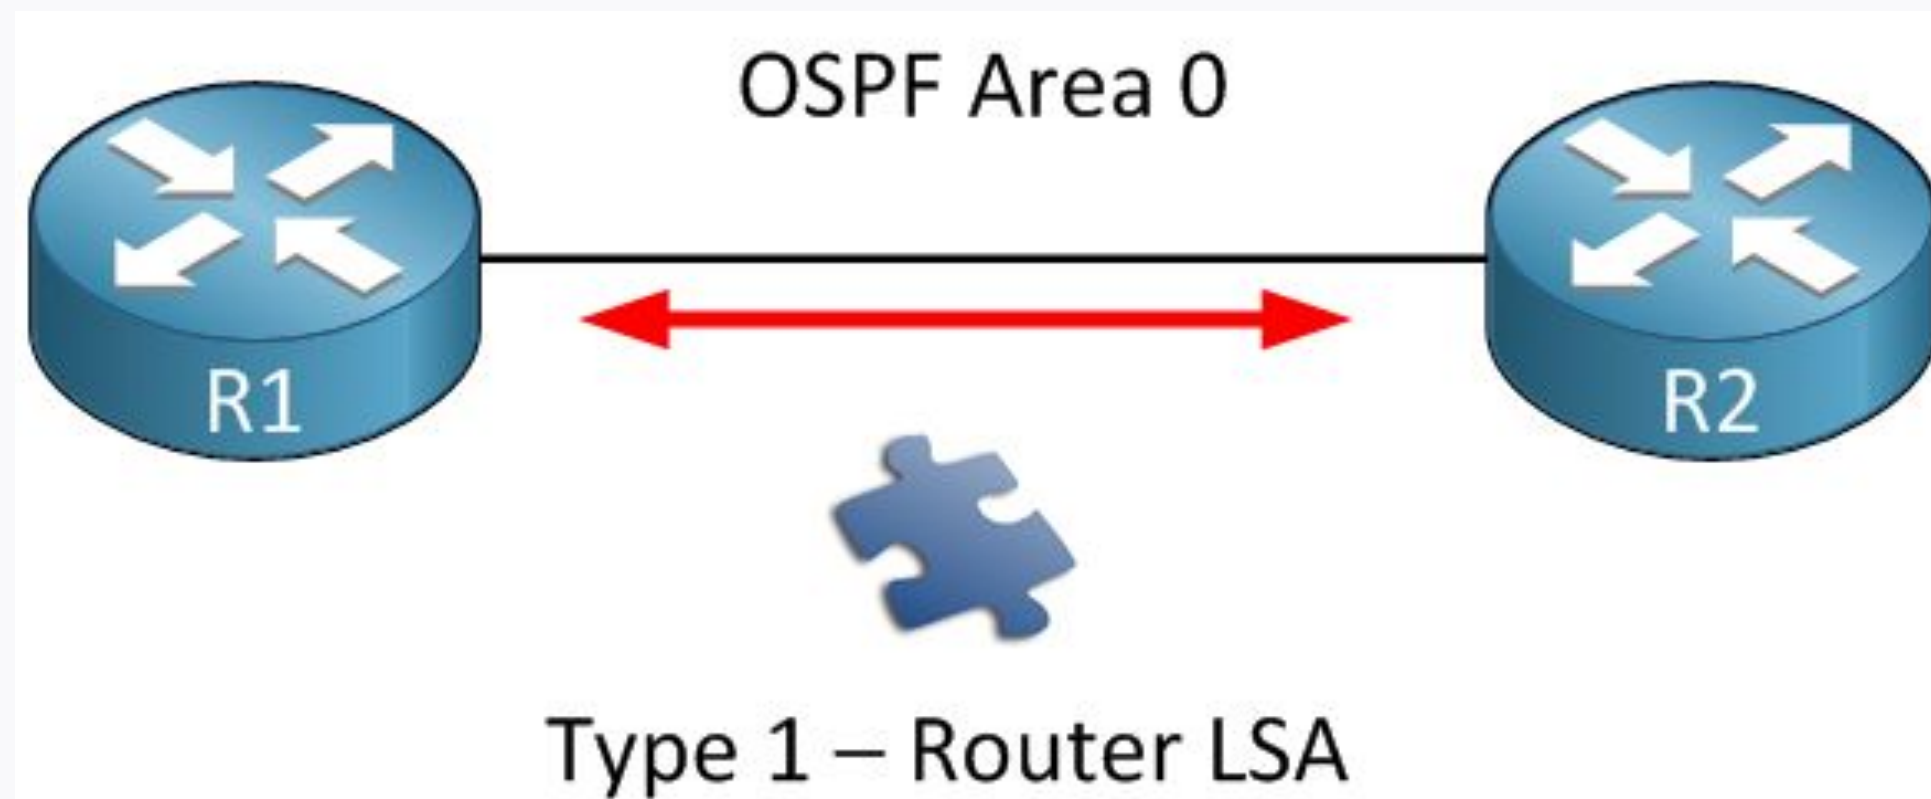 OSPF Area 0
R1
R2
Type 1 – Router LSA